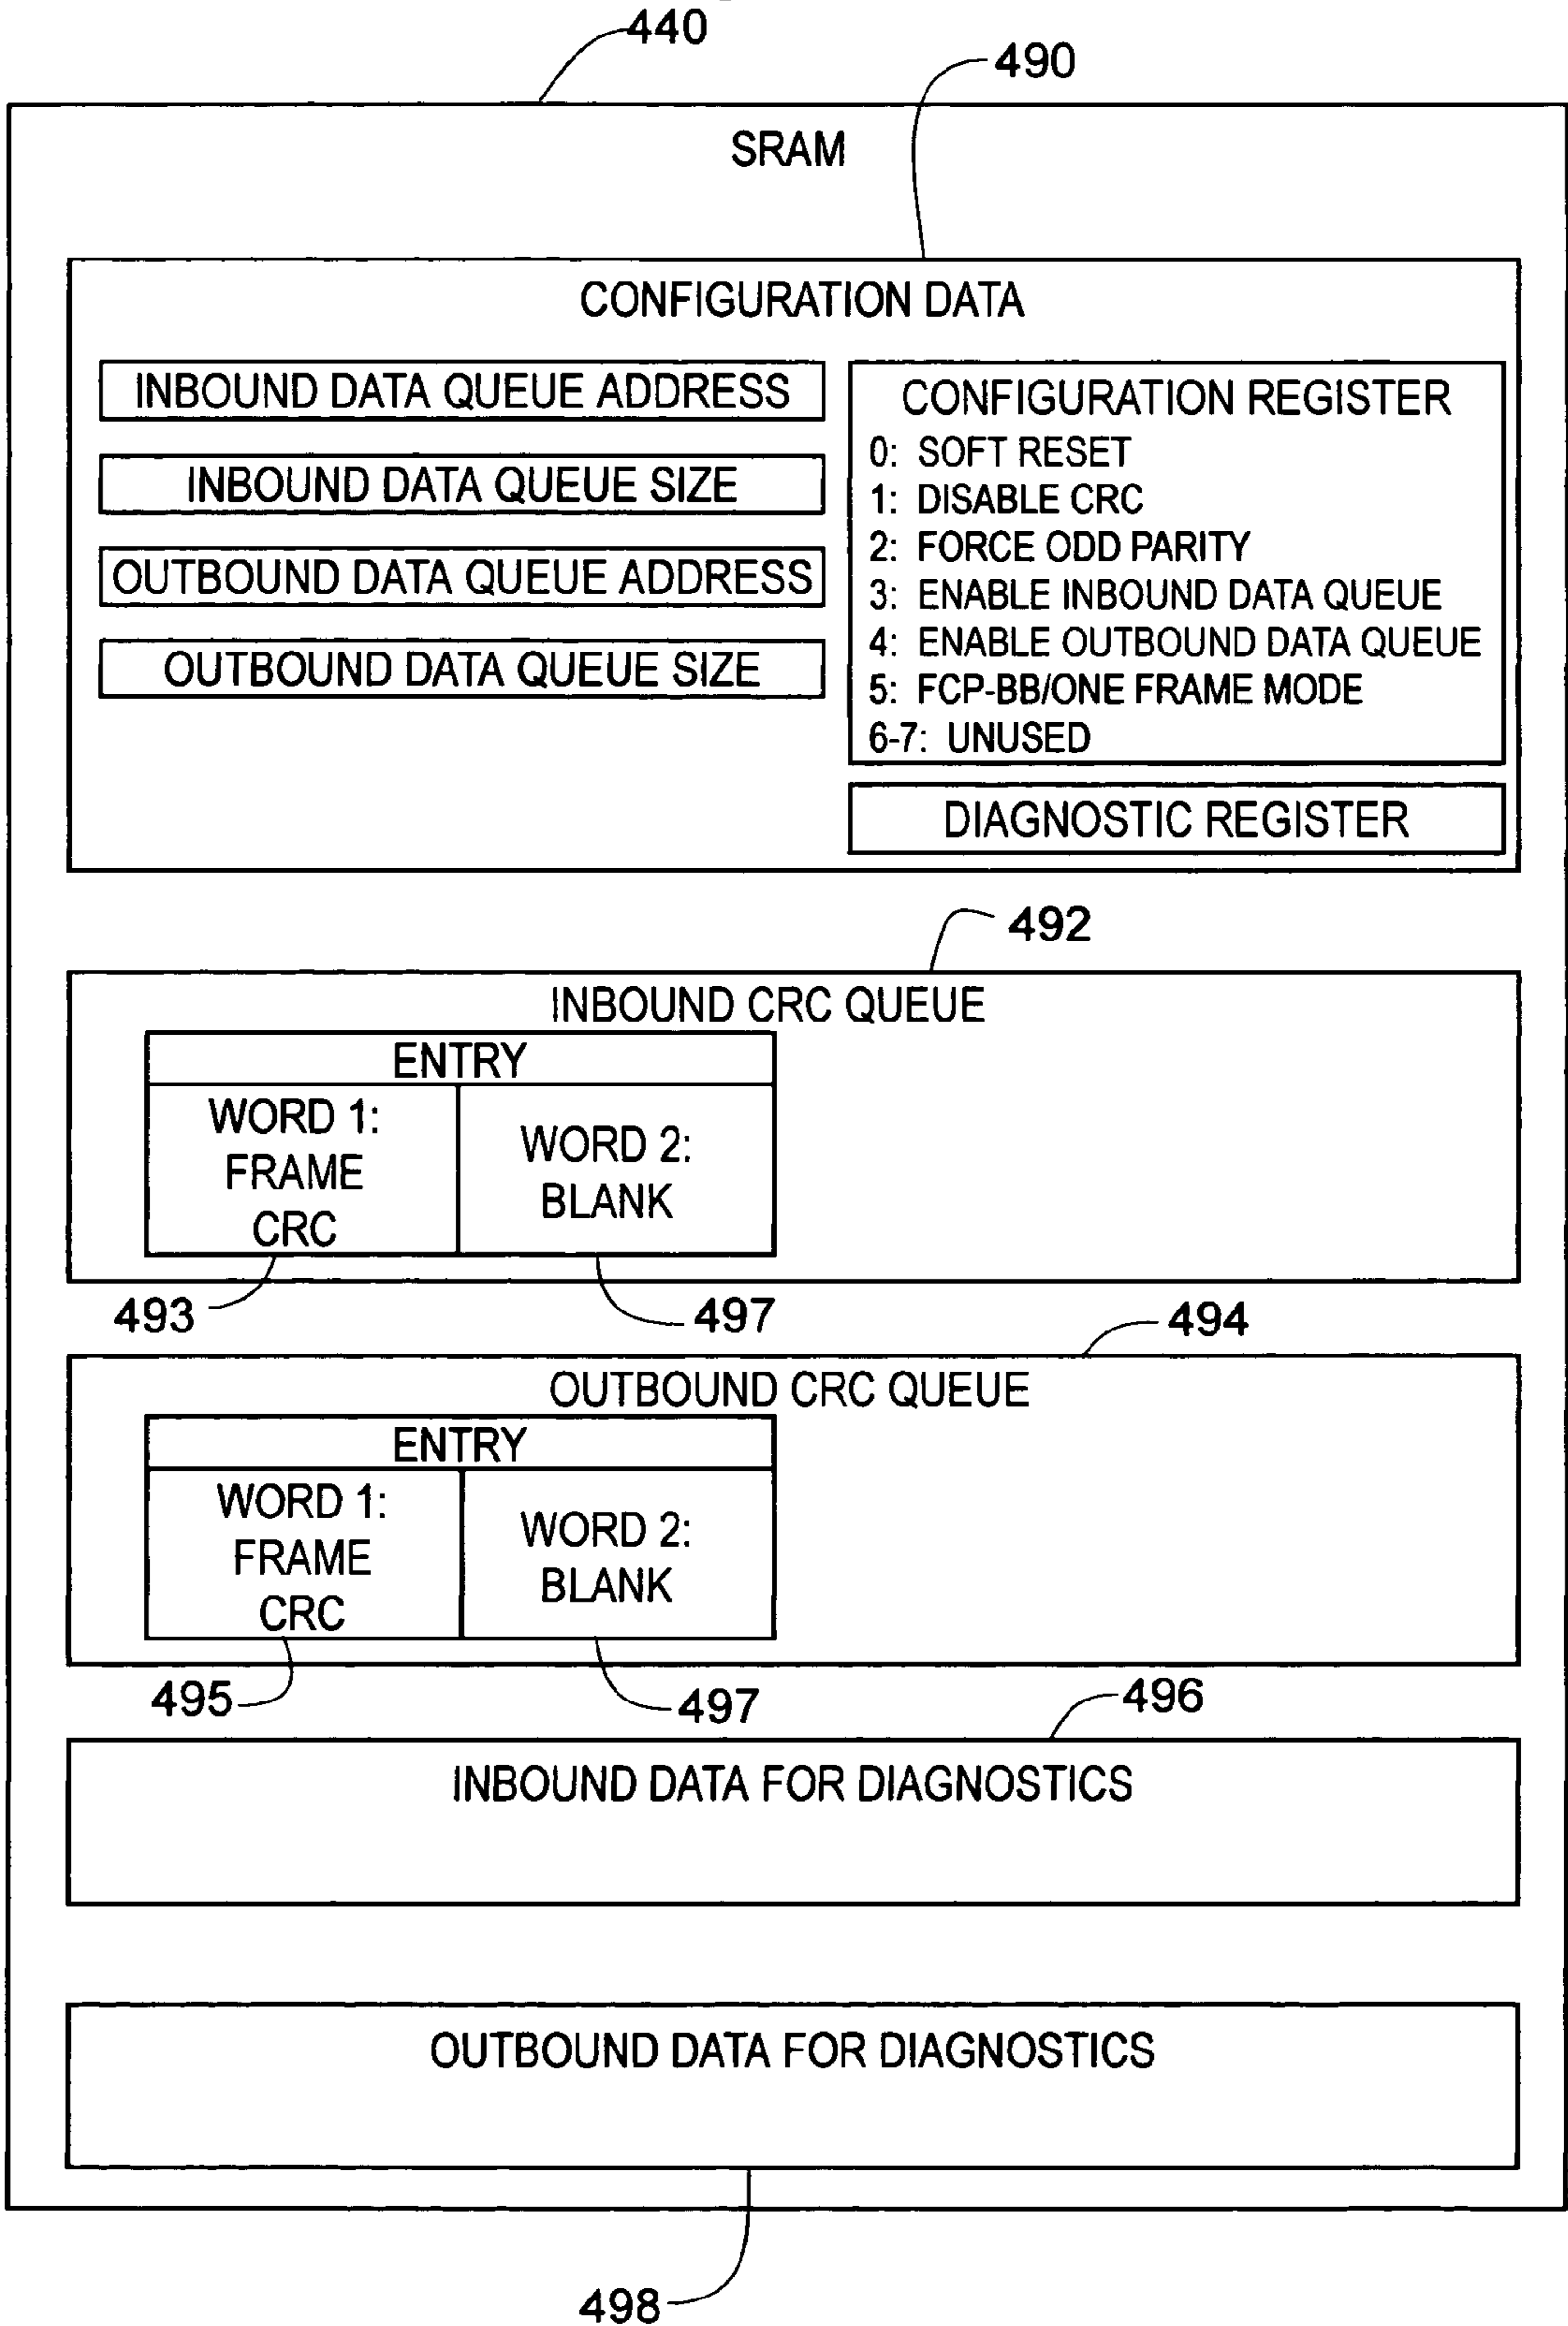 440
490
SRAM
CONFIGURATION DATA
INBOUND DATA QUEUE ADDRESS
INBOUND DATA QUEUE SIZE
OUTBOUND DATA QUEUE ADDRESS
OUTBOUND DATA QUEUE SIZE
CONFIGURATION REGISTER
0: SOFT RESET
1: DISABLE CRC
2: FORCE ODD PARITY
3: ENABLE INBOUND DATA QUEUE
4: ENABLE OUTBOUND DATA QUEUE
5: FCP-BB/ONE FRAME MODE
6-7: UNUSED
DIAGNOSTIC REGISTER
492
INBOUND CRC QUEUE
ENTRY
WORD 1:
FRAME
CRC
WORD 2:
BLANK
493
497
494
OUTBOUND CRC QUEUE
ENTRY
WORD 1:
FRAME
CRC
WORD 2:
BLANK
495
497
496
INBOUND DATA FOR DIAGNOSTICS
OUTBOUND DATA FOR DIAGNOSTICS
498